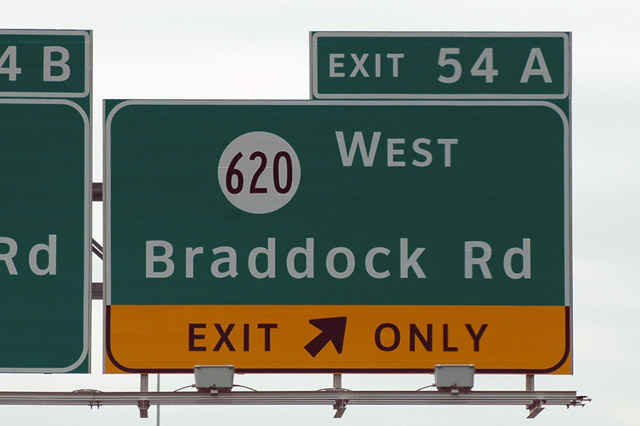 4 B
Rd
EXIT 54 A
620 WEST
Braddock Rd
EXIT ONLY